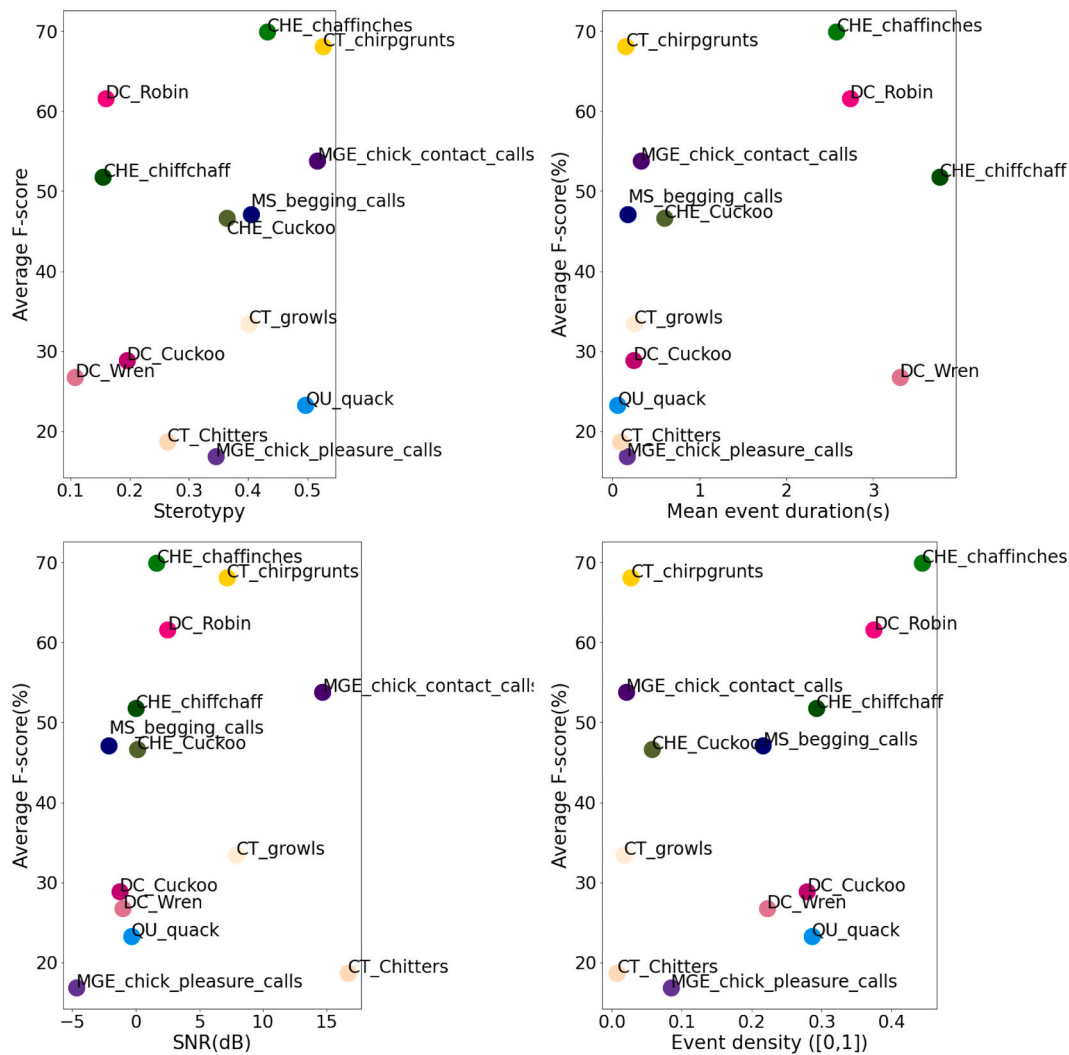 70
60
50
40
30
20
Average F-score
CHE_chaffinches
CT_chirpgrunts
DC_Robin
MGE_chick_contact_calls
CHE_chiffchaff
MS_begging_calls
CHE_Cuckoo
CT_growls
DC_Cuckoo
DC_Wren
QU_quack
CT_Chitters
MGE_chick_pleasure_calls
0.1 0.2 0.3 0.4 0.5
Sterotypy
70
60
50
40
30
20
Average F-score(%)
CHE_chaffinches
CT_chirpgrunts
DC_Robin
MGE_chick_contact_calls
CHE_chiffchaff
MS_begging_calls
CHE_Cuckoo
CT_growls
DC_Cuckoo
DC_Wren
QU_quack
CT_Chitters
MGE_chick_pleasure_calls
0 1 2 3
Mean event duration(s)
70
60
50
40
30
20
Average F-score(%)
CHE_chaffinches
CT_chirpgrunts
DC_Robin
MGE_chick_contact_calls
CHE_chiffchaff
MS_begging_calls
CHE_Cuckoo
CT_growls
DC_Cuckoo
DC_Wren
QU_quack
CT_Chitters
MGE_chick_pleasure_calls
−5 0 5 10 15
SNR(dB)
70
60
50
40
30
20
Average F-score(%)
CHE_chaffinches
CT_chirpgrunts
DC_Robin
MGE_chick_contact_calls
CHE_chiffchaff
CHE_Cuckoo
MS_begging_calls
CT_growls
DC_Cuckoo
DC_Wren
QU_quack
CT_Chitters
MGE_chick_pleasure_calls
0.0 0.1 0.2 0.3 0.4
Event density ([0,1])